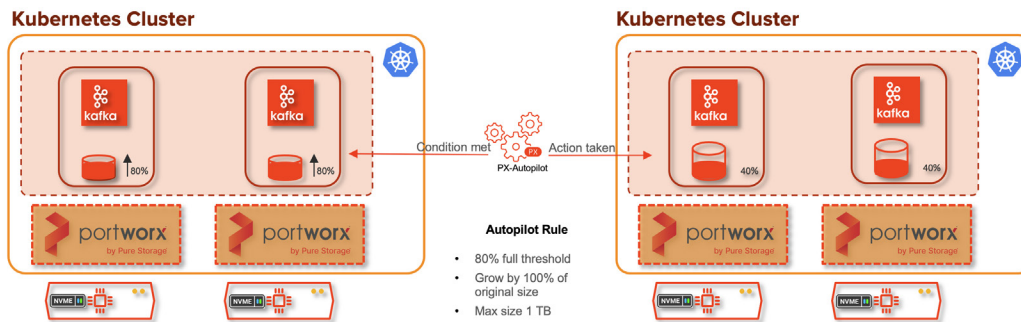 Kubernetes Cluster
kafka
kafka
80%
80%
portworx
by Pure Storage
portworx
by Pure Storage
NVME
NVME
Condition met
PX
Action taken
PX-Autopilot
Autopilot Rule
• 80% full threshold
• Grow by 100% of
original size
• Max size 1 TB
Kubernetes Cluster
kafka
kafka
40%
40%
portworx
by Pure Storage
portworx
by Pure Storage
NVME
NVME